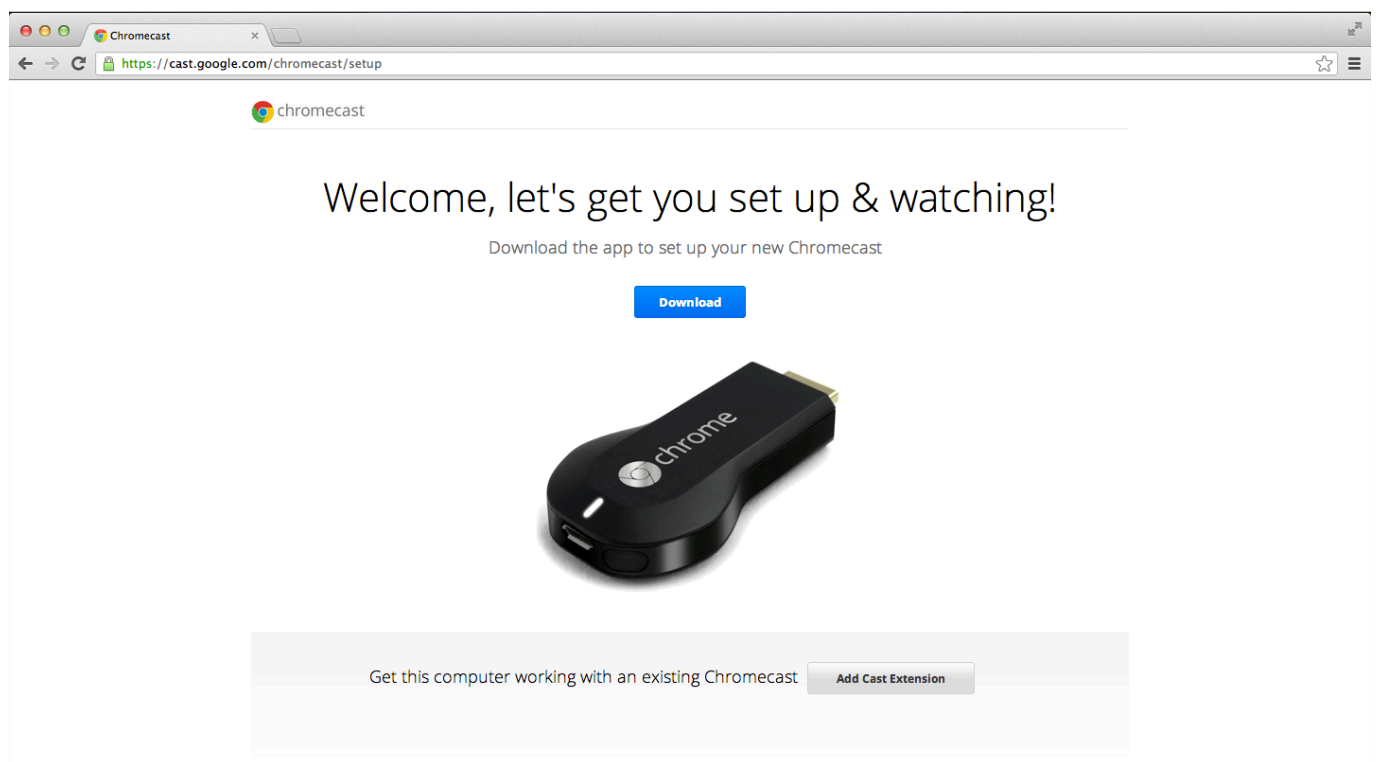 Chromecast
https://cast.google.com/chromecast/setup
chromecast
Welcome, let's get you set up & watching!
Download the app to set up your new Chromecast
Download
chrome
Get this computer working with an existing Chromecast
Add Cast Extension